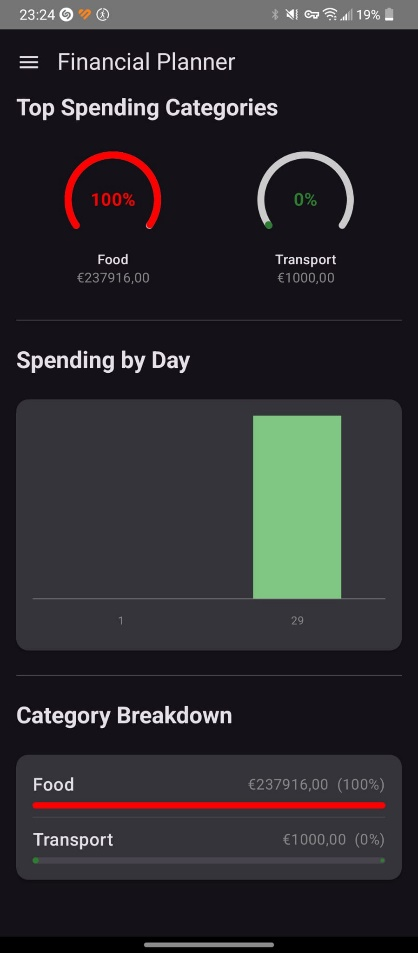 23:24 19%
Financial Planner
Top Spending Categories
100% 0%
Food Transport
€237916,00 €1000,00
Spending by Day
1 29
Category Breakdown
Food €237916,00 (100%)
Transport €1000,00 (0%)